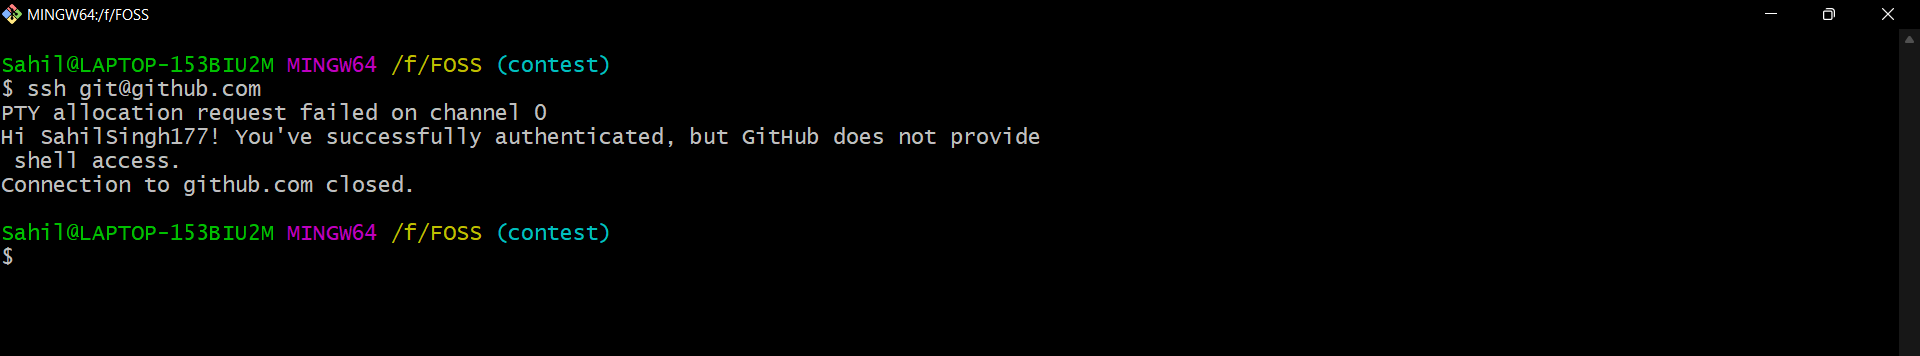 MINGW64:/f/FOSS
Sahil@LAPTOP-153BIU2M MINGW64 /f/FOSS (contest)
$ ssh git@github.com
PTY allocation request failed on channel 0
Hi SahilSingh177! You've successfully authenticated, but GitHub does not provide
 shell access.
Connection to github.com closed.
Sahil@LAPTOP-153BIU2M MINGW64 /f/FOSS (contest)
$